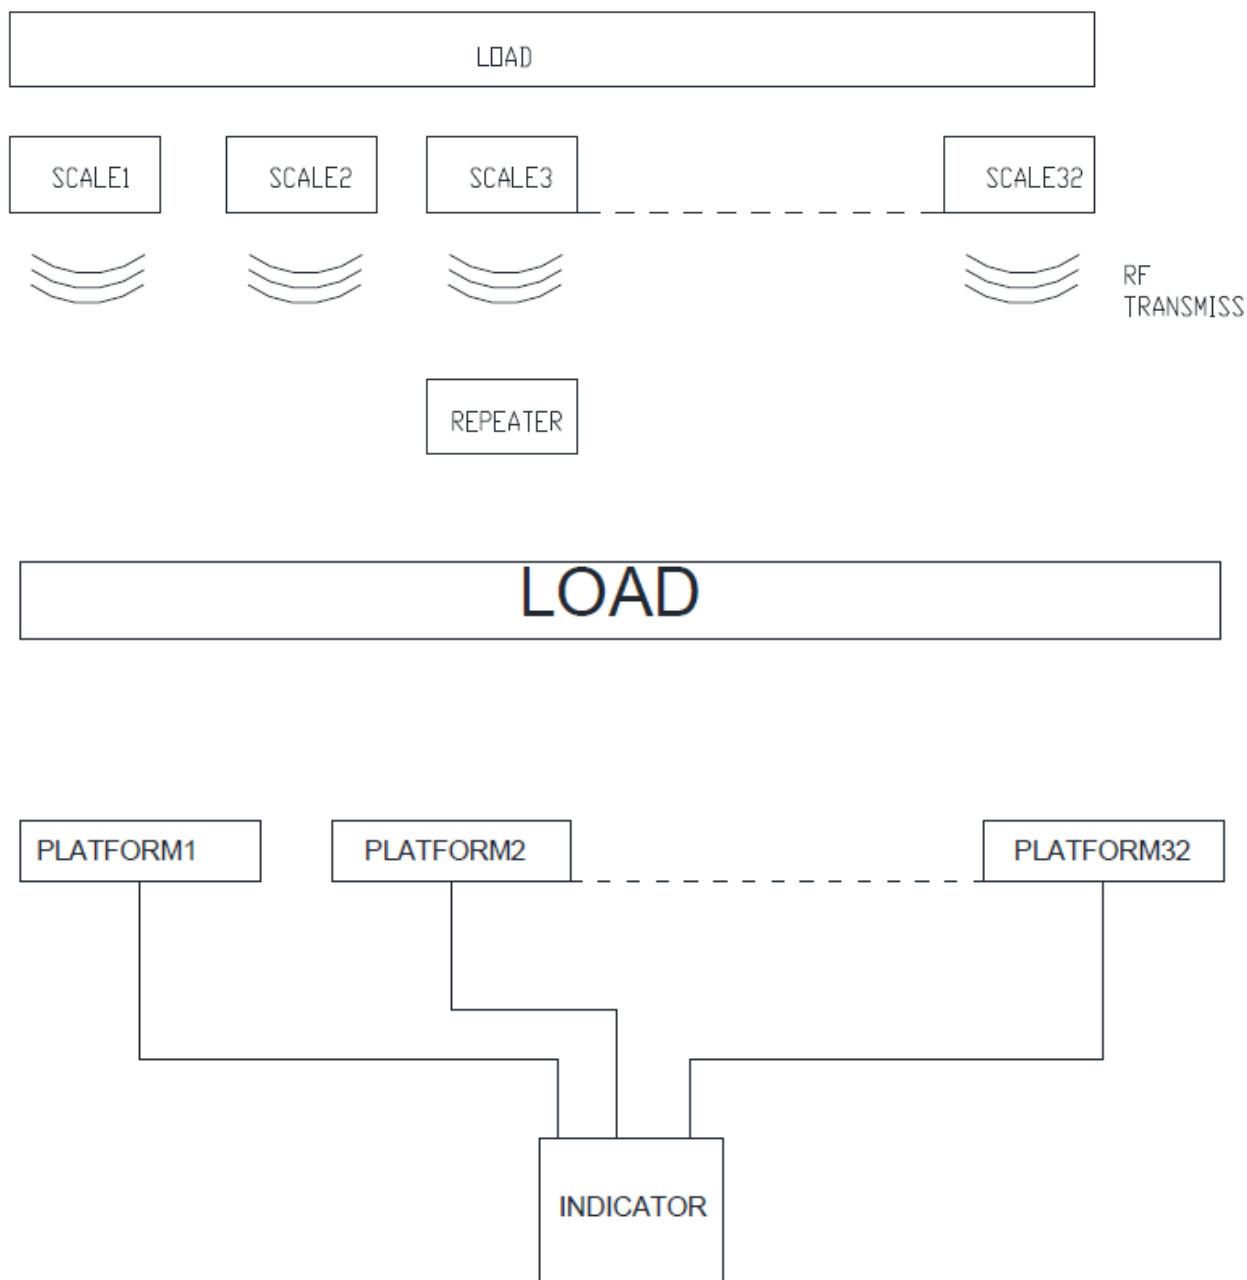 LOAD
SCALE1
SCALE2
SCALE3
SCALE32
RF
TRANSMISS
REPEATER
LOAD
PLATFORM1
PLATFORM2
PLATFORM32
INDICATOR